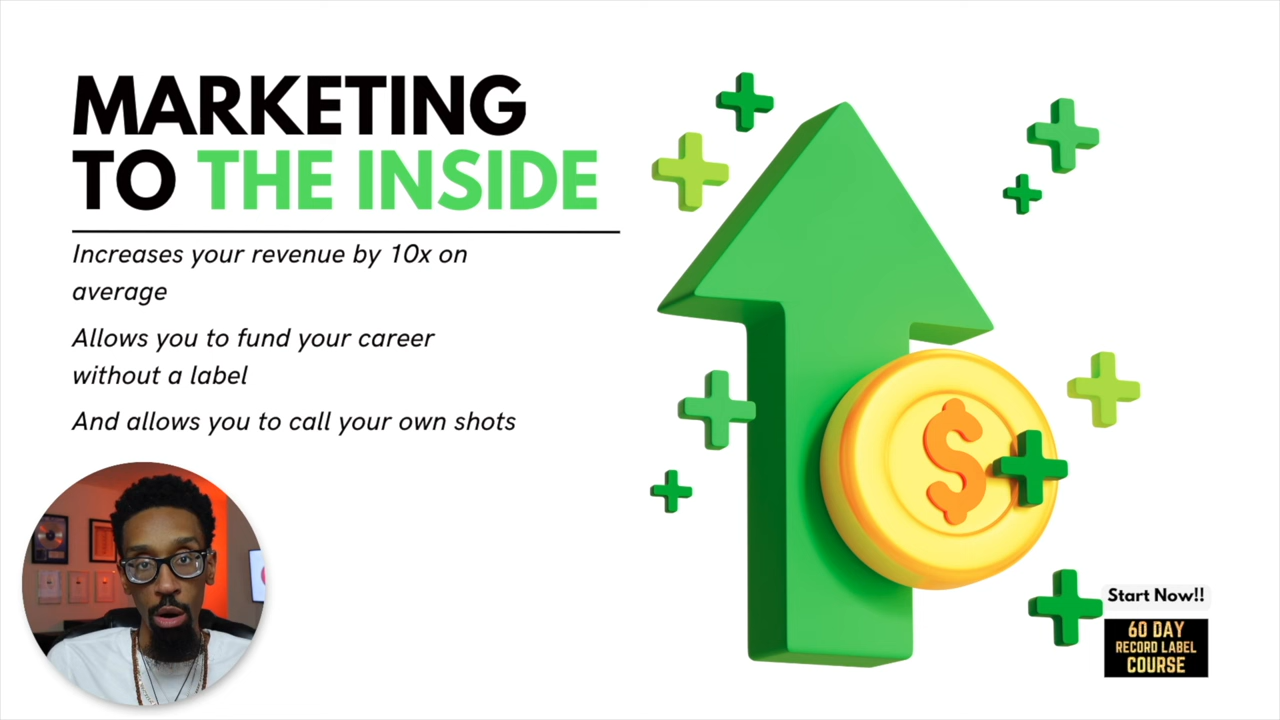 MARKETING
TO THE INSIDE
Increases your revenue by 10x on
average
Allows you to fund your career
without a label
And allows you to call your own shots
$
Start Now!!
60 DAY
RECORD LABEL
COURSE